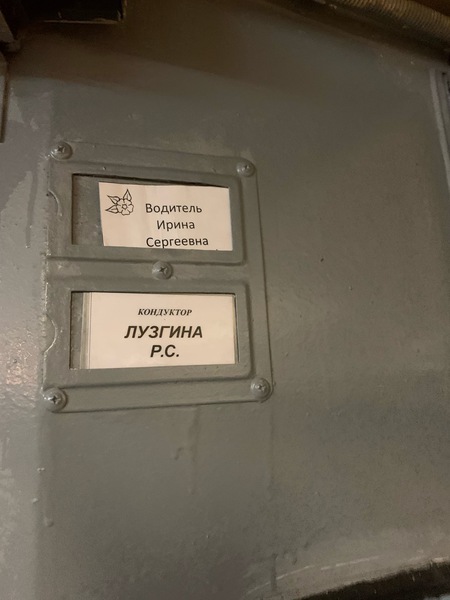 Водитель
Ирина
Сергеевна
КОНДУКТОР
ЛУЗГИНА
Р.С.